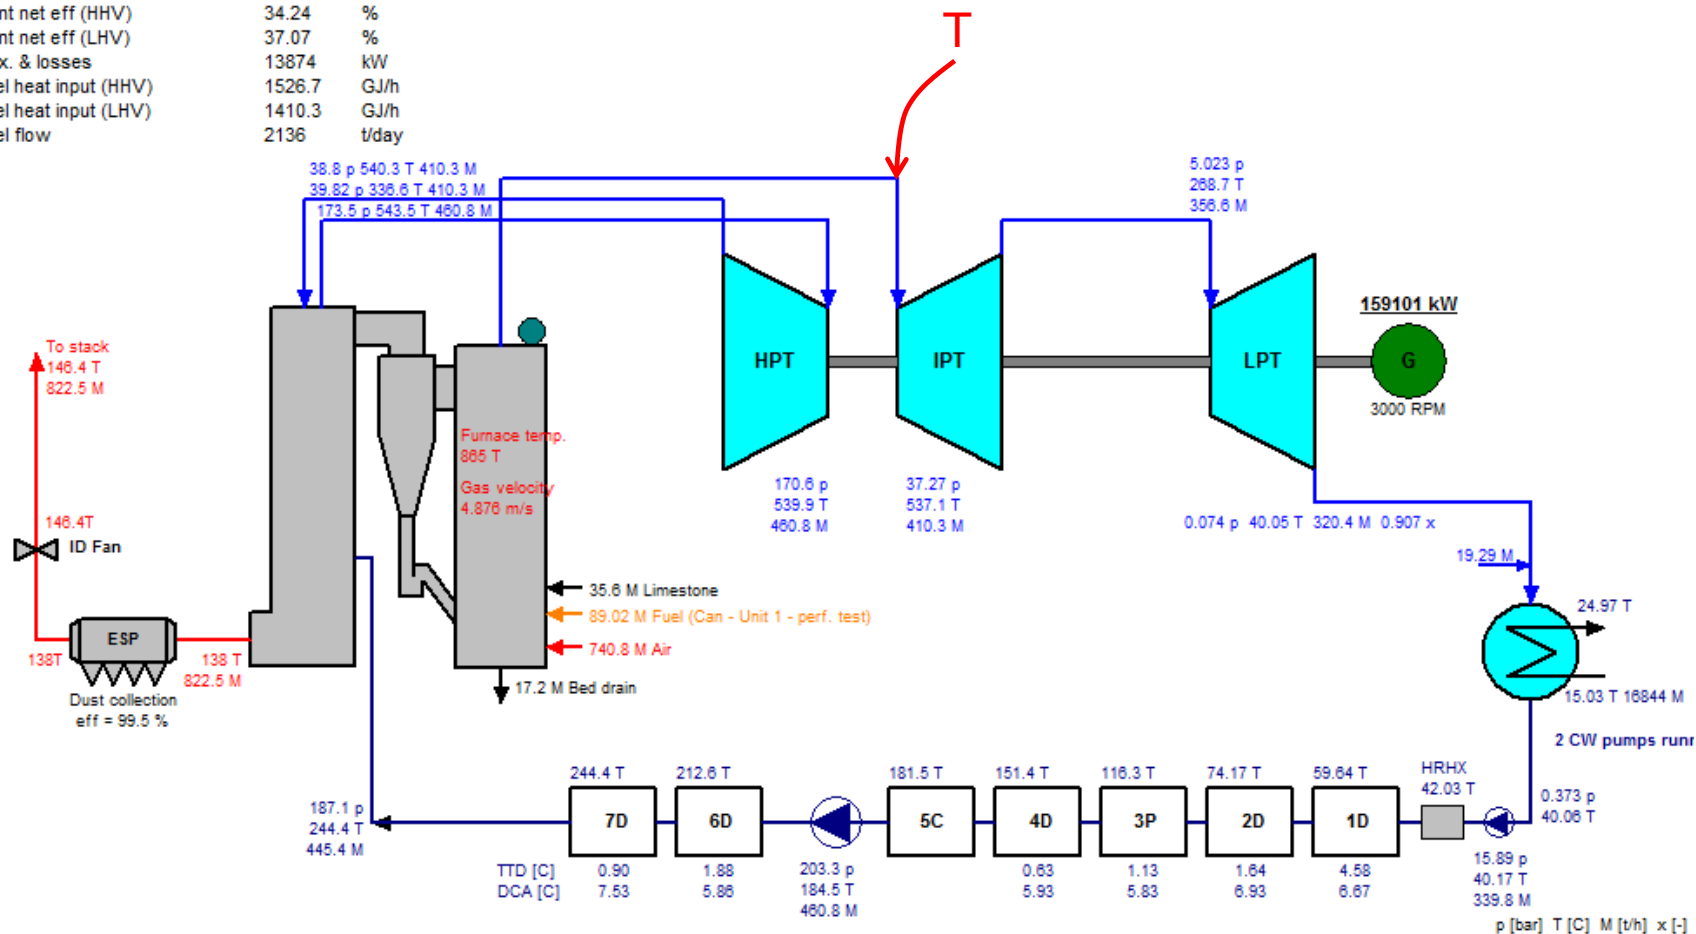 nt net eff (HHV) 34.24 %
nt net eff (LHV) 37.07 %
x. & losses 13874 kW
el heat input (HHV) 1526.7 GJ/h
el heat input (LHV) 1410.3 GJ/h
el flow 2136 t/day
T
38.8 p 540.3 T 410.3 M
39.82 p 336.6 T 410.3 M
173.5 p 543.5 T 460.8 M
5.023 p
268.7 T
356.6 M
159101 kW
HPT
IPT
LPT
G
3000 RPM
To stack
146.4 T
822.5 M
Furnace temp.
865 T
Gas velocity
4.876 m/s
170.6 p
539.9 T
460.8 M
37.27 p
537.1 T
410.3 M
0.074 p 40.05 T 320.4 M 0.907 x
19.29 M
146.4T
ID Fan
35.6 M Limestone
89.02 M Fuel (Can - Unit 1 - perf. test)
740.8 M Air
17.2 M Bed drain
24.97 T
15.03 T 16844 M
ESP
138T
138 T
822.5 M
Dust collection
eff = 99.5 %
2 CW pumps runn
244.4 T
212.6 T
181.5 T
151.4 T
116.3 T
74.17 T
59.64 T
HRHX
42.03 T
0.373 p
40.06 T
187.1 p
244.4 T
445.4 M
7D
6D
5C
4D
3P
2D
1D
TTD [C] 0.90 1.88 0.63 1.13 1.64 4.58
DCA [C] 7.53 5.86 5.93 5.83 6.93 6.67
203.3 p
184.5 T
460.8 M
15.89 p
40.17 T
339.8 M
p [bar] T [C] M [t/h] x [-]